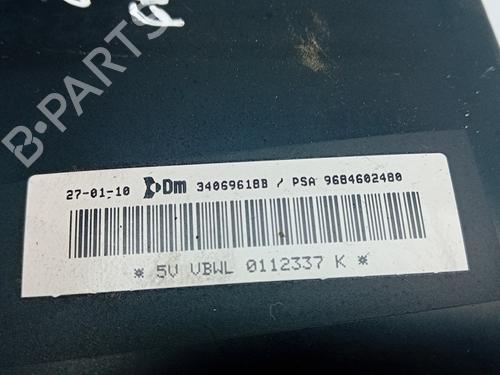 B-PARTS
27-01-10 Dm 34069618B / PSA 9684602480
* 5V VBWL 0112337 K *